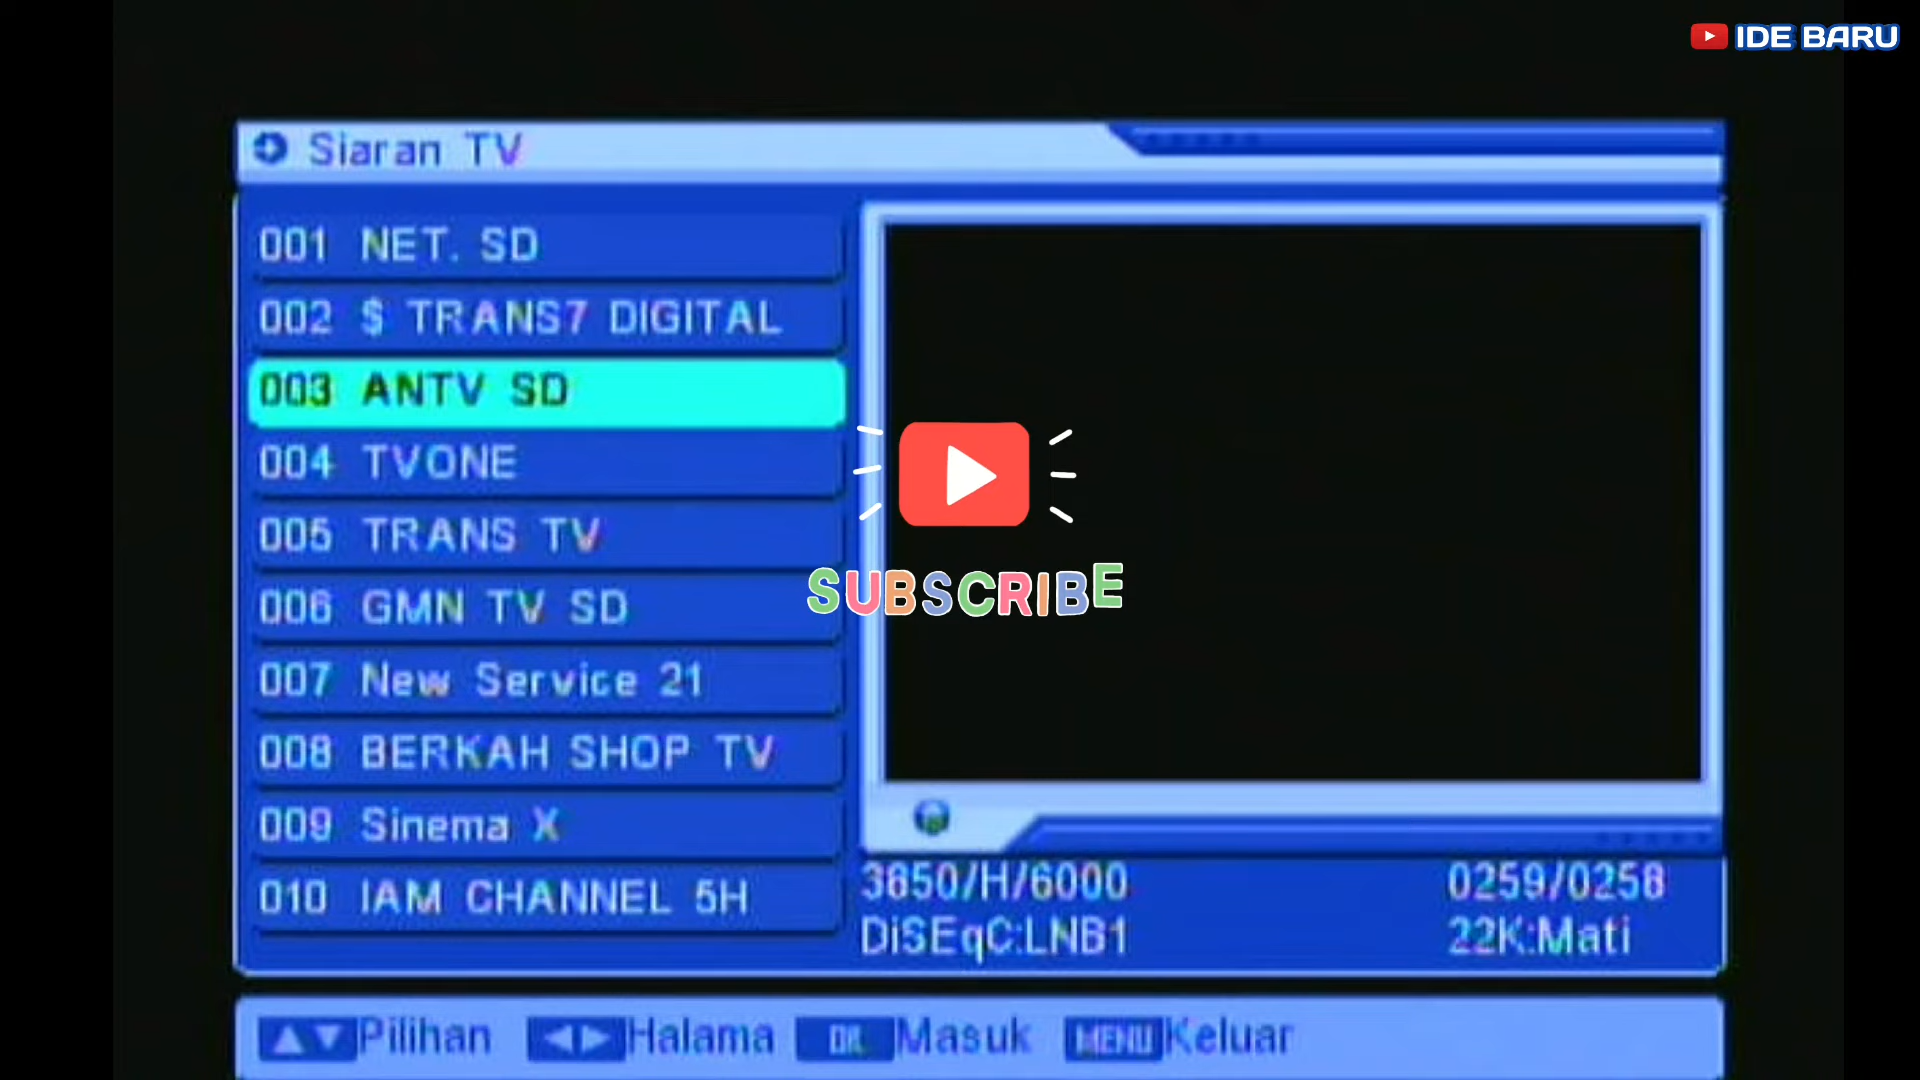 IDE BARU
Siaran TV
001 NET. SD
002 $ TRANS7 DIGITAL
003 ANTV SD
004 TVONE
005 TRANS TV
006 GMN TV SD
007 New Service 21
008 BERKAH SHOP TV
009 Sinema X
010 IAM CHANNEL 5H
SUBSCRIBE
3850/H/6000 0259/0258
DiSEqC:LNB1 22K:Mati
Pilihan Halama OK Masuk MENU Keluar